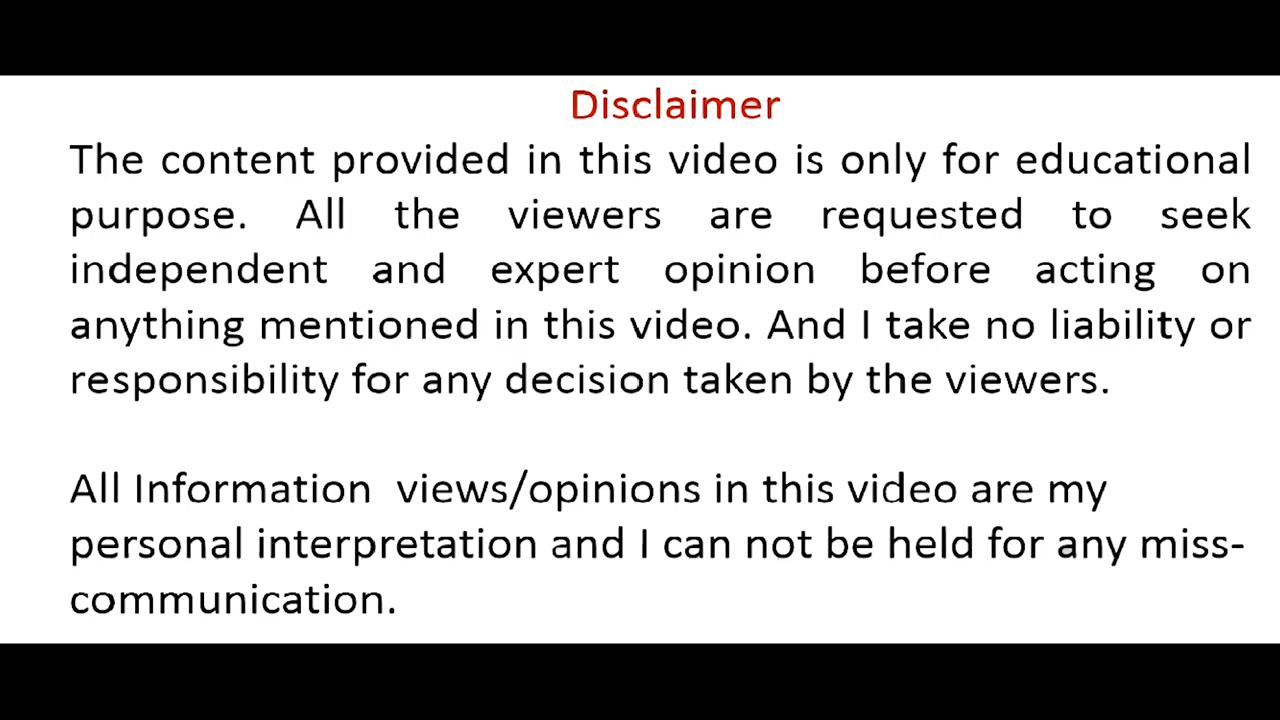 Disclaimer
The content provided in this video is only for educational
purpose. All the viewers are requested to seek
independent and expert opinion before acting on
anything mentioned in this video. And I take no liability or
responsibility for any decision taken by the viewers.
All Information  views/opinions in this video are my
personal interpretation and I can not be held for any miss-
communication.